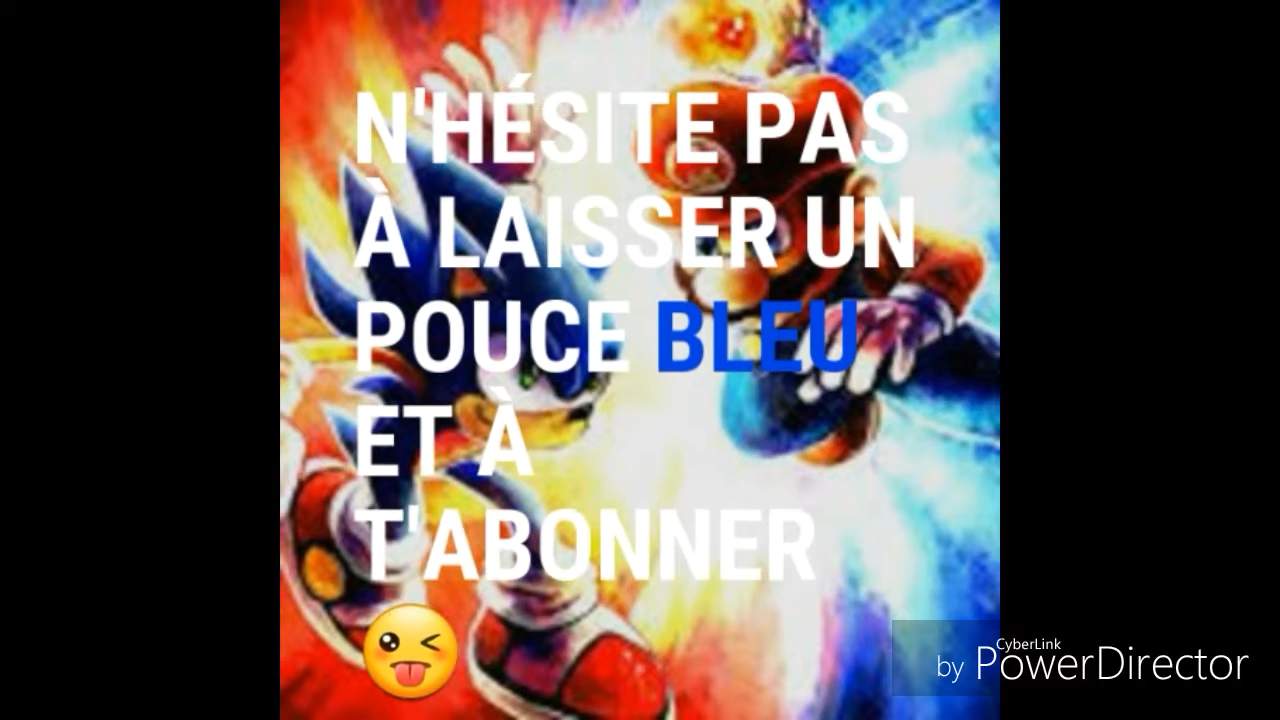 N'HÉSITE PAS
À LAISSER UN
POUCE BLEU
ET À
T'ABONNER
CyberLink
by PowerDirector